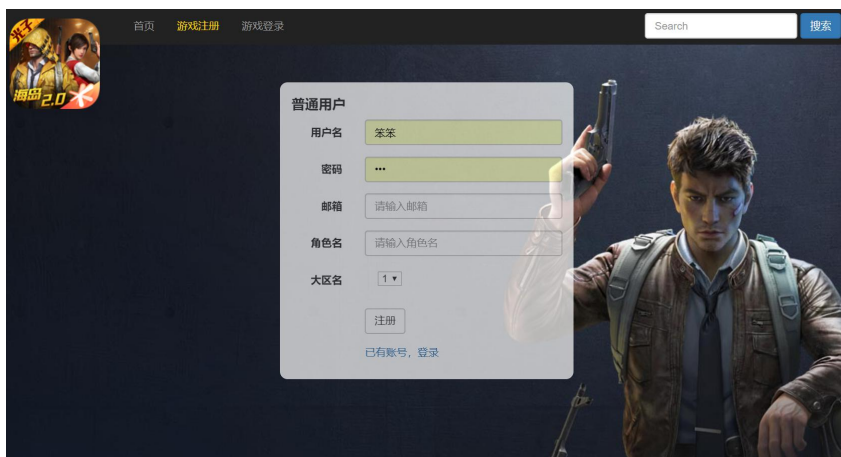 光子
海岛2.0
首页 游戏注册 游戏登录 Search 搜索
普通用户
用户名 笨笨
密码 •••
邮箱 请输入邮箱
角色名 请输入角色名
大区名 1
注册
已有账号，登录